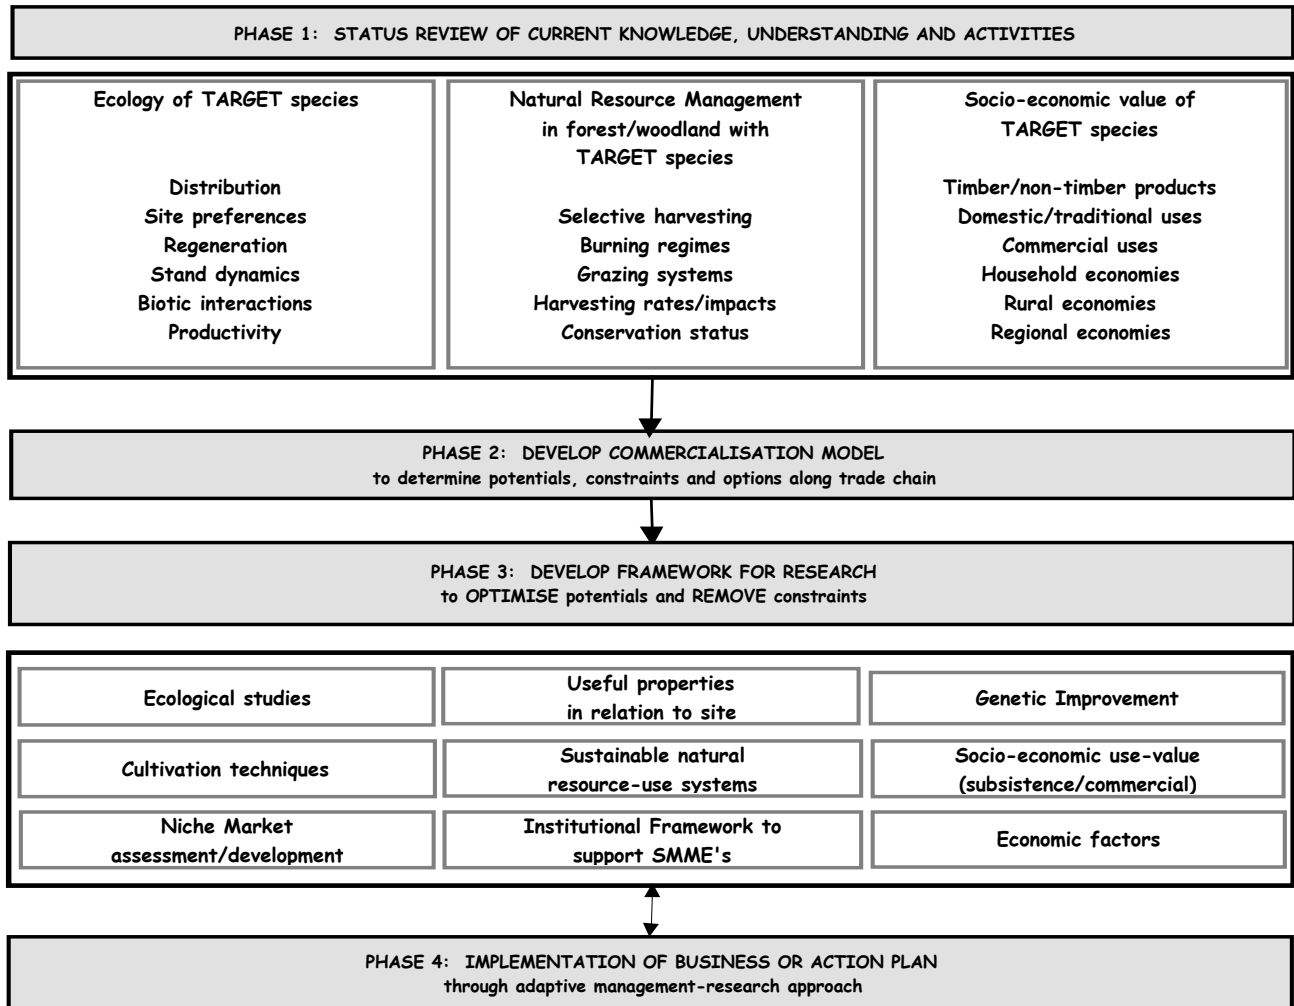 PHASE 1: STATUS REVIEW OF CURRENT KNOWLEDGE, UNDERSTANDING AND ACTIVITIES
Ecology of TARGET species
Distribution
Site preferences
Regeneration
Stand dynamics
Biotic interactions
Productivity
Natural Resource Management
in forest/woodland with
TARGET species
Selective harvesting
Burning regimes
Grazing systems
Harvesting rates/impacts
Conservation status
Socio-economic value of
TARGET species
Timber/non-timber products
Domestic/traditional uses
Commercial uses
Household economies
Rural economies
Regional economies
PHASE 2: DEVELOP COMMERCIALISATION MODEL
to determine potentials, constraints and options along trade chain
PHASE 3: DEVELOP FRAMEWORK FOR RESEARCH
to OPTIMISE potentials and REMOVE constraints
Ecological studies
Useful properties
in relation to site
Genetic Improvement
Cultivation techniques
Sustainable natural
resource-use systems
Socio-economic use-value
(subsistence/commercial)
Niche Market
assessment/development
Institutional Framework to
support SMME's
Economic factors
PHASE 4: IMPLEMENTATION OF BUSINESS OR ACTION PLAN
through adaptive management-research approach